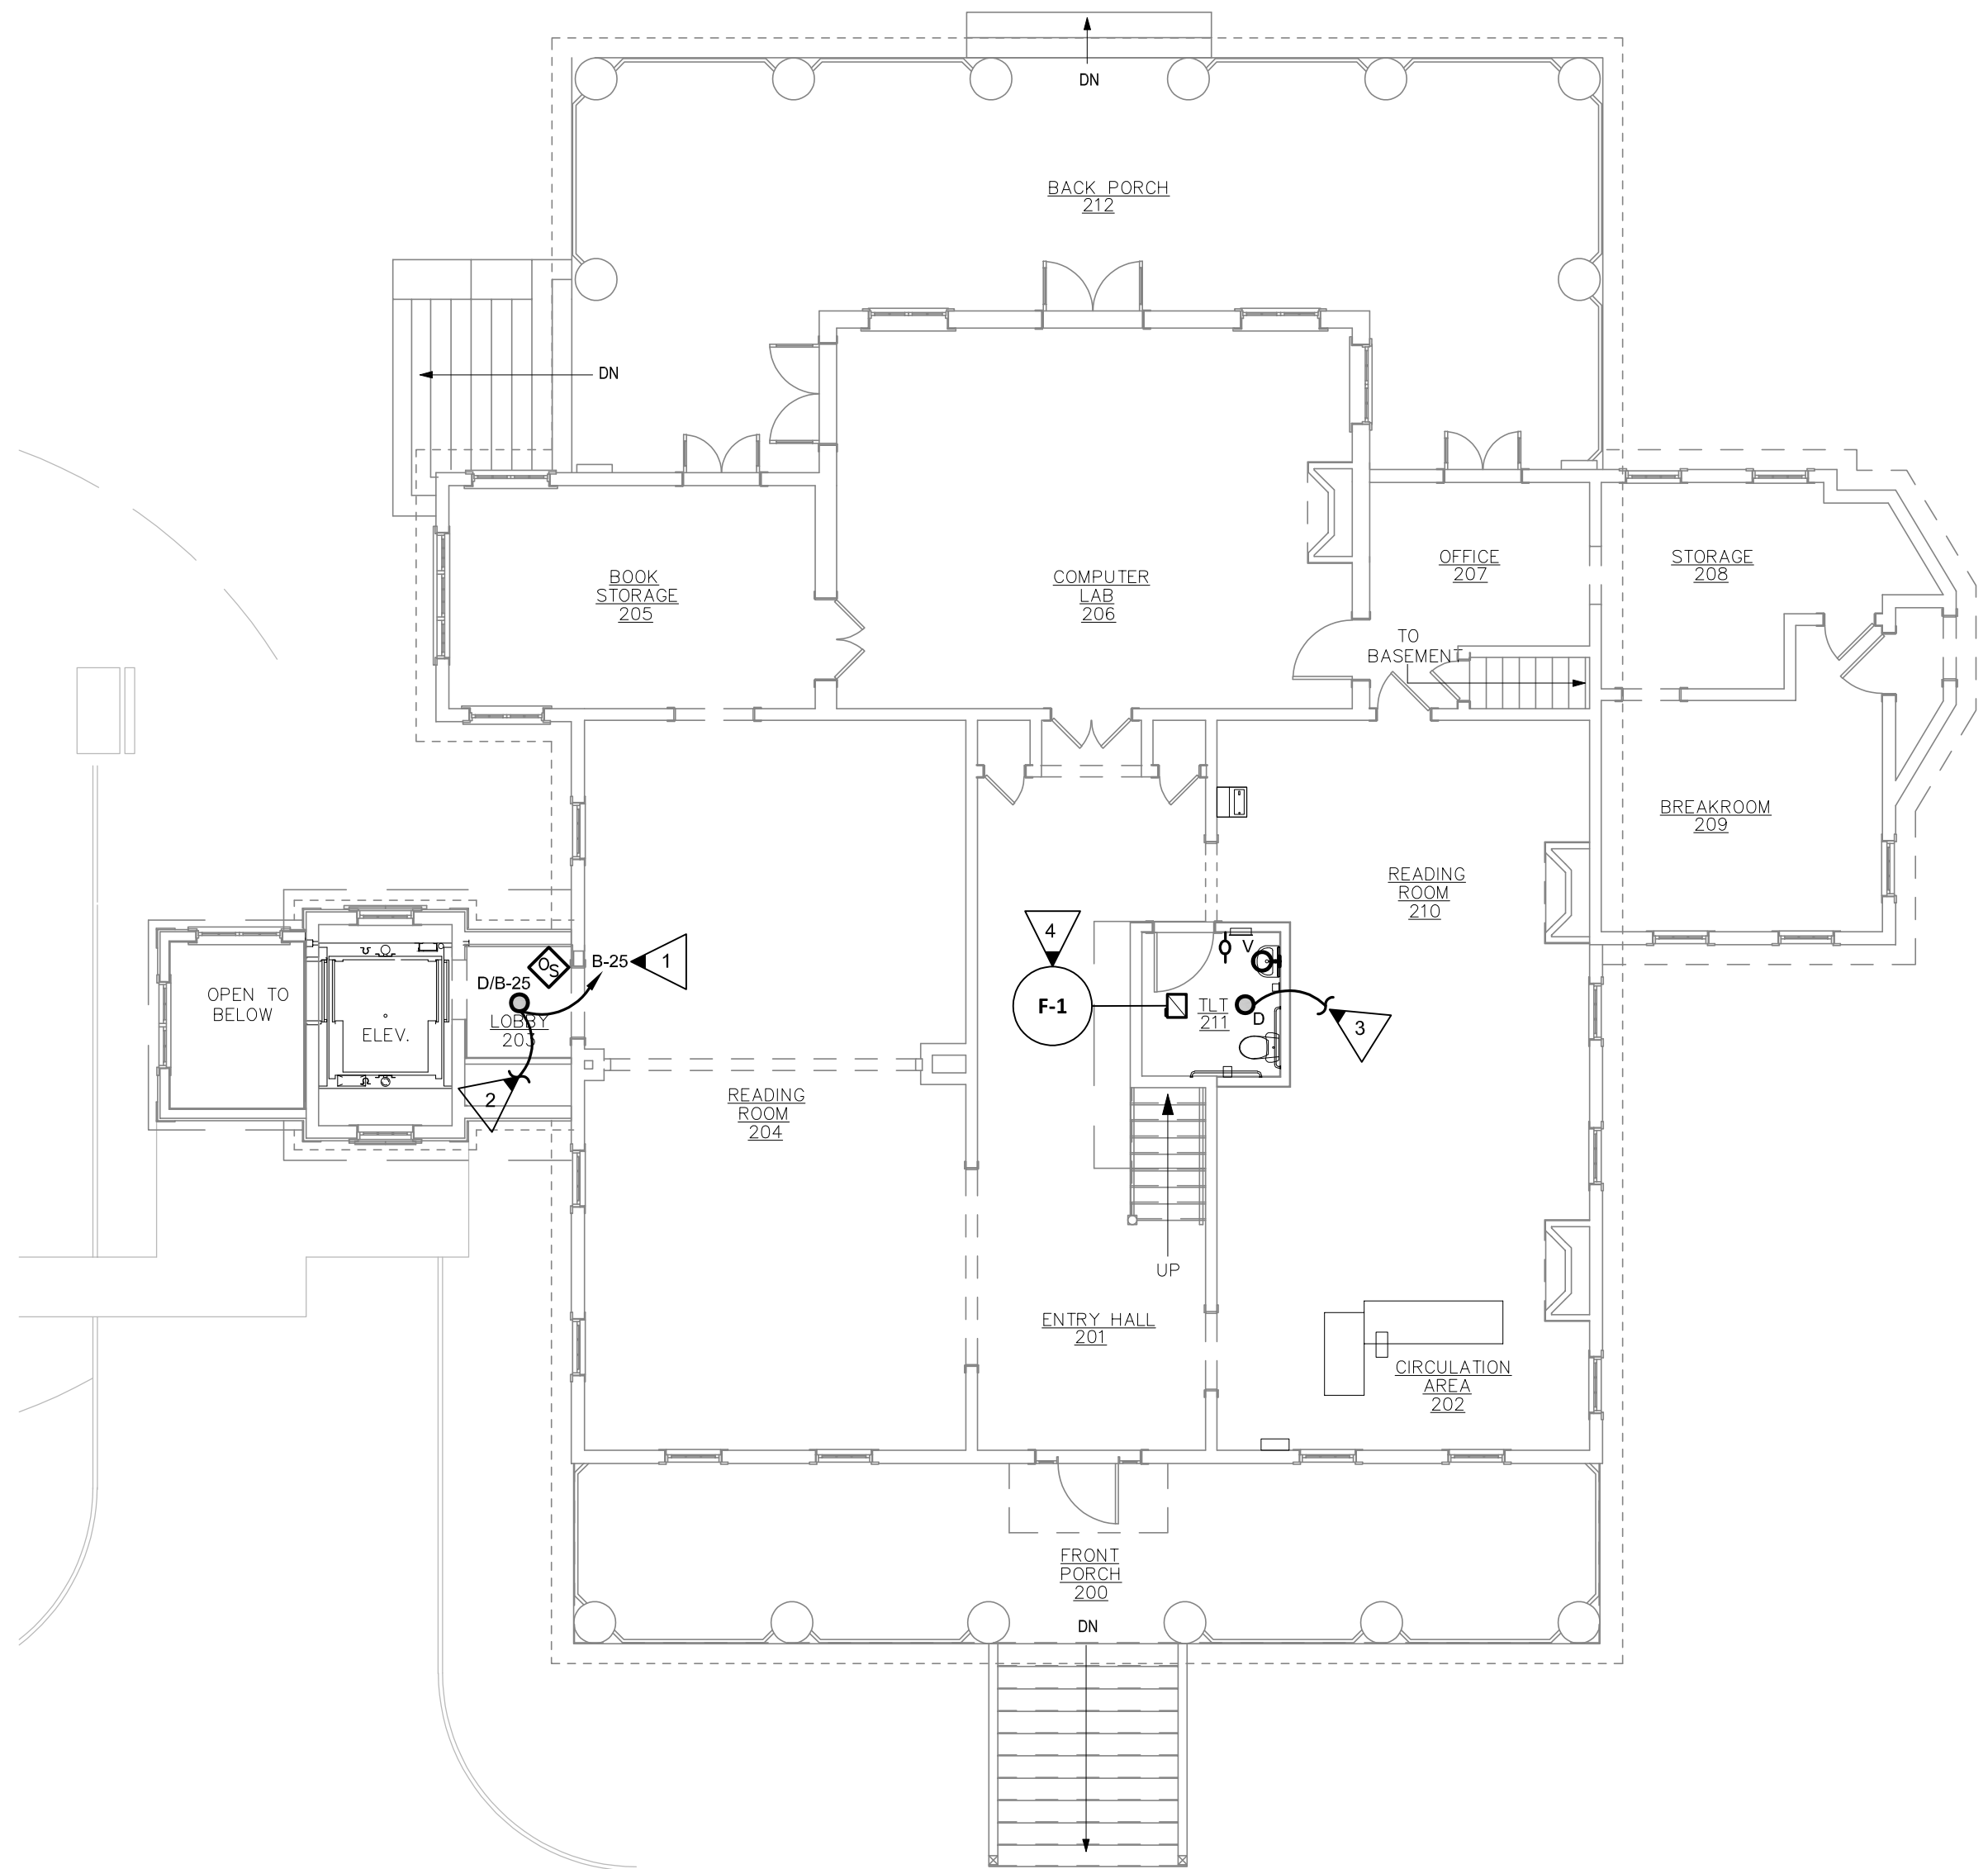 DN
BACK PORCH
212
DN
BOOK
STORAGE
205
COMPUTER
LAB
206
OFFICE
207
STORAGE
208
TO
BASEMENT
BREAKROOM
209
READING
ROOM
210
OPEN TO
BELOW
ELEV.
D/B-25
OS
B-25
1
LOBBY
203
2
4
F-1
V
TLT
211
D
3
READING
ROOM
204
UP
ENTRY HALL
201
CIRCULATION
AREA
202
FRONT
PORCH
200
DN